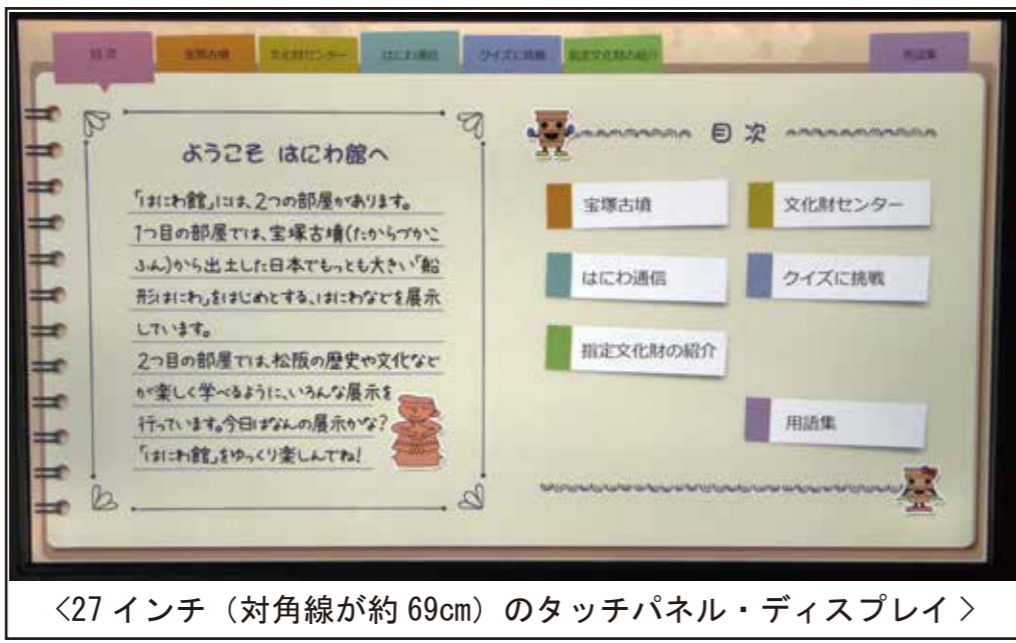 目次
宝塚古墳
文化財センター
はにわ通信
クイズに挑戦
指定文化財の紹介
用語集
ようこそ はにわ館へ
「はにわ館」には、2つの部屋があります。
1つ目の部屋では、宝塚古墳(たからづかこ
ふん)から出土した日本でもっとも大きい「船
形はにわ」をはじめとする、はにわなどを展示
しています。
2つ目の部屋では、松阪の歴史や文化など
が楽しく学べるように、いろんな展示を
行っています。今日はなんの展示かな?
「はにわ館」をゆっくり楽しんでね!
目次
宝塚古墳
文化財センター
はにわ通信
クイズに挑戦
指定文化財の紹介
用語集
<27 インチ（対角線が約 69cm）のタッチパネル・ディスプレイ>